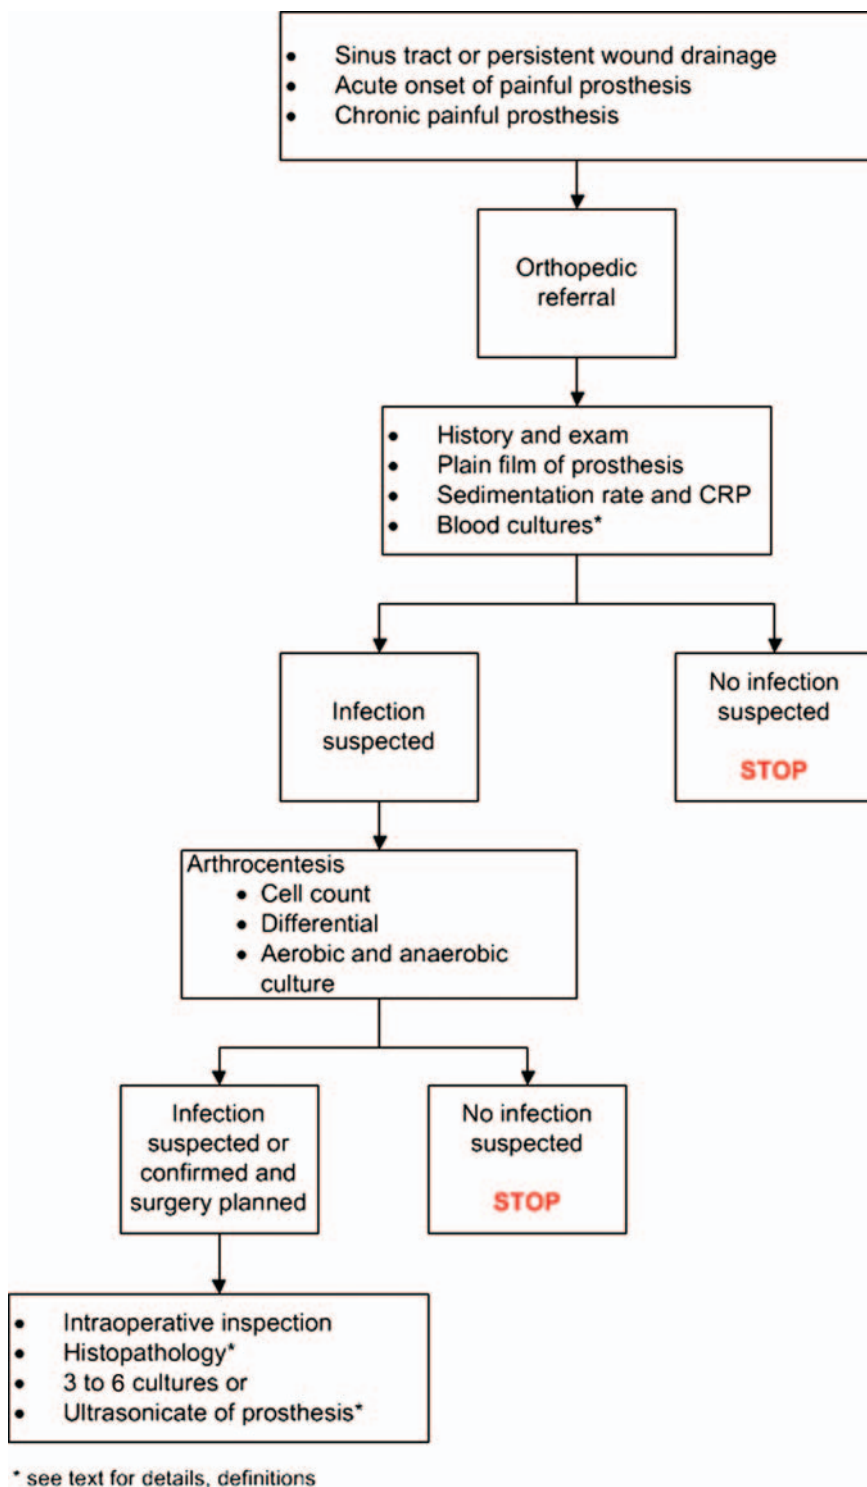 • Sinus tract or persistent wound drainage
• Acute onset of painful prosthesis
• Chronic painful prosthesis
Orthopedic
referral
• History and exam
• Plain film of prosthesis
• Sedimentation rate and CRP
• Blood cultures*
Infection
suspected
No infection
suspected
STOP
Arthrocentesis
• Cell count
• Differential
• Aerobic and anaerobic
culture
Infection
suspected or
confirmed and
surgery planned
No infection
suspected
STOP
• Intraoperative inspection
• Histopathology*
• 3 to 6 cultures or
• Ultrasonicate of prosthesis*
* see text for details, definitions